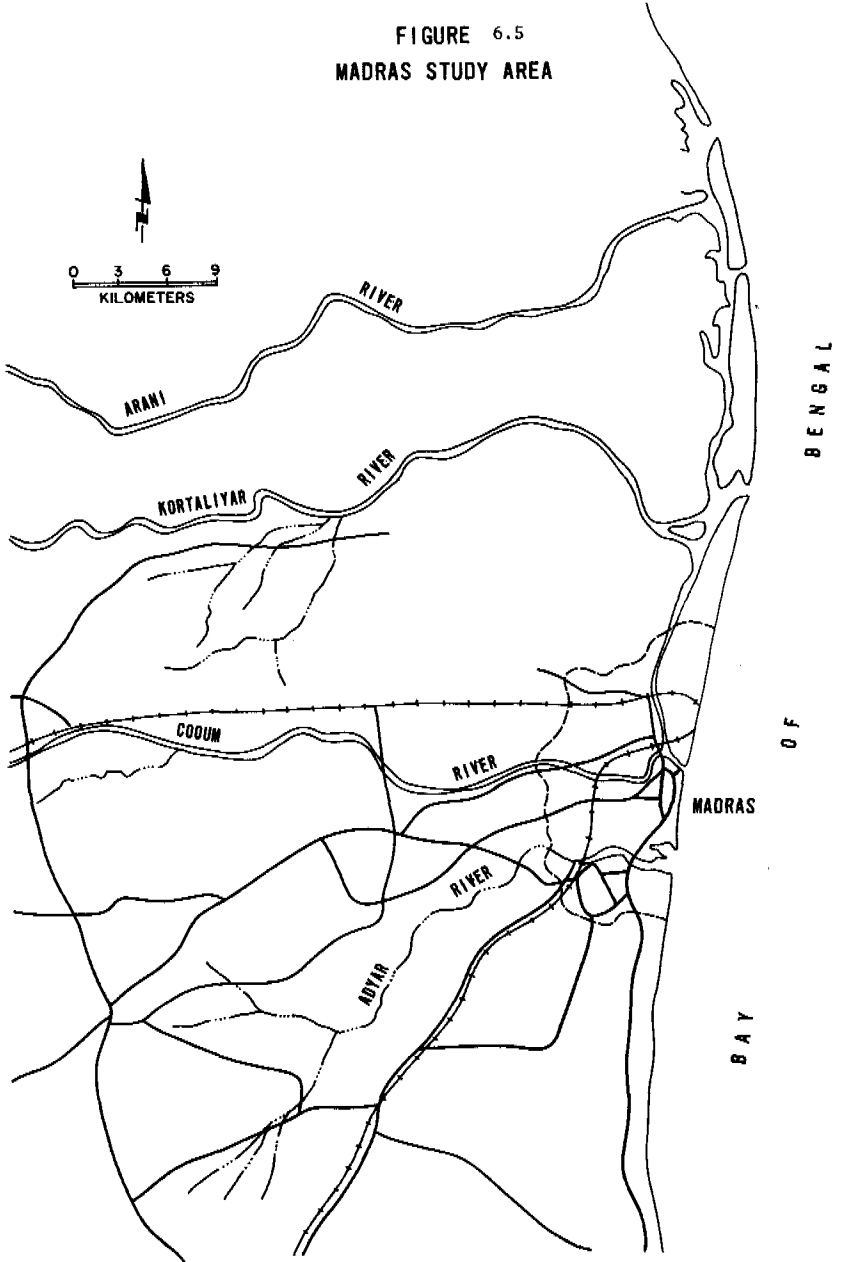 FIGURE 6.5
MADRAS STUDY AREA
N
0 3 6 9
KILOMETERS
RIVER
ARANI
BENGAL
RIVER
KORTALIYAR
COOUM
OF
RIVER
MADRAS
RIVER
ADYAR
BAY